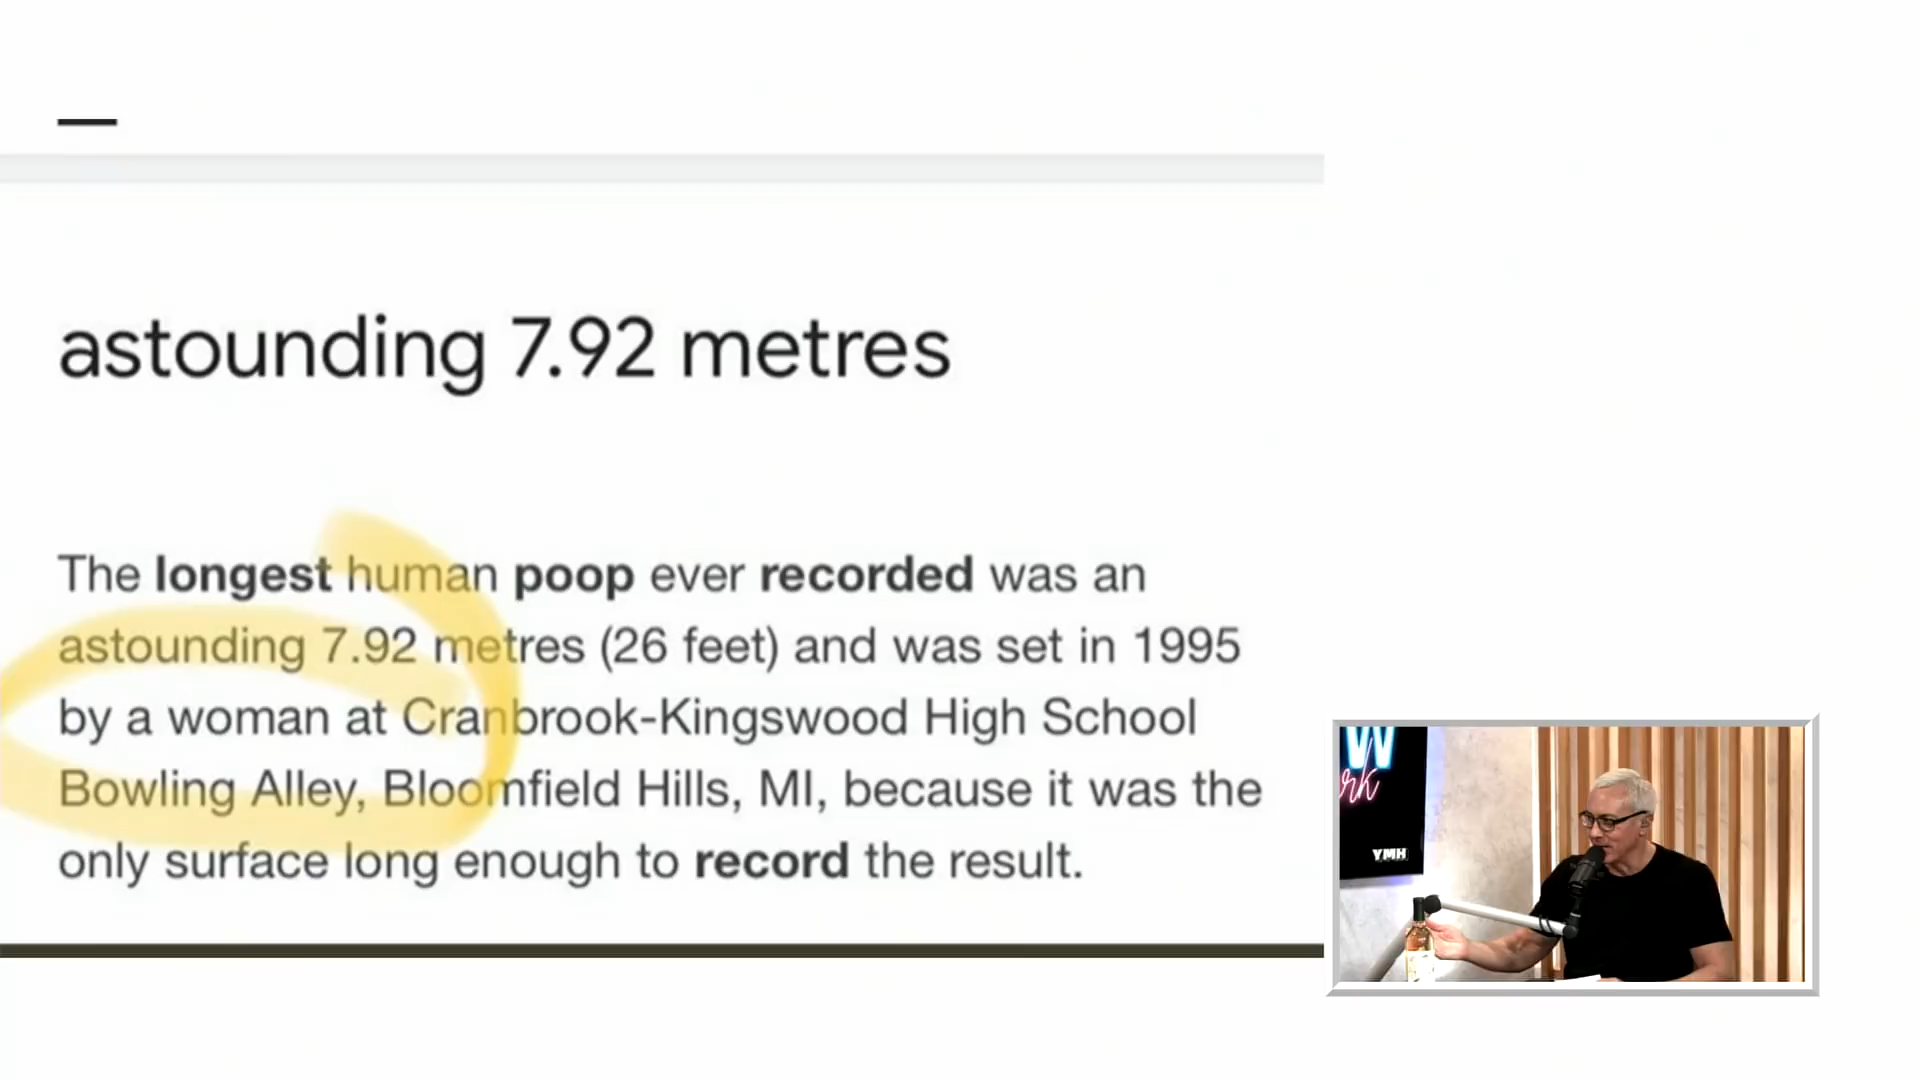 astounding 7.92 metres
The longest human poop ever recorded was an
astounding 7.92 metres (26 feet) and was set in 1995
by a woman at Cranbrook-Kingswood High School
Bowling Alley, Bloomfield Hills, MI, because it was the
only surface long enough to record the result.
W
rk
YMH